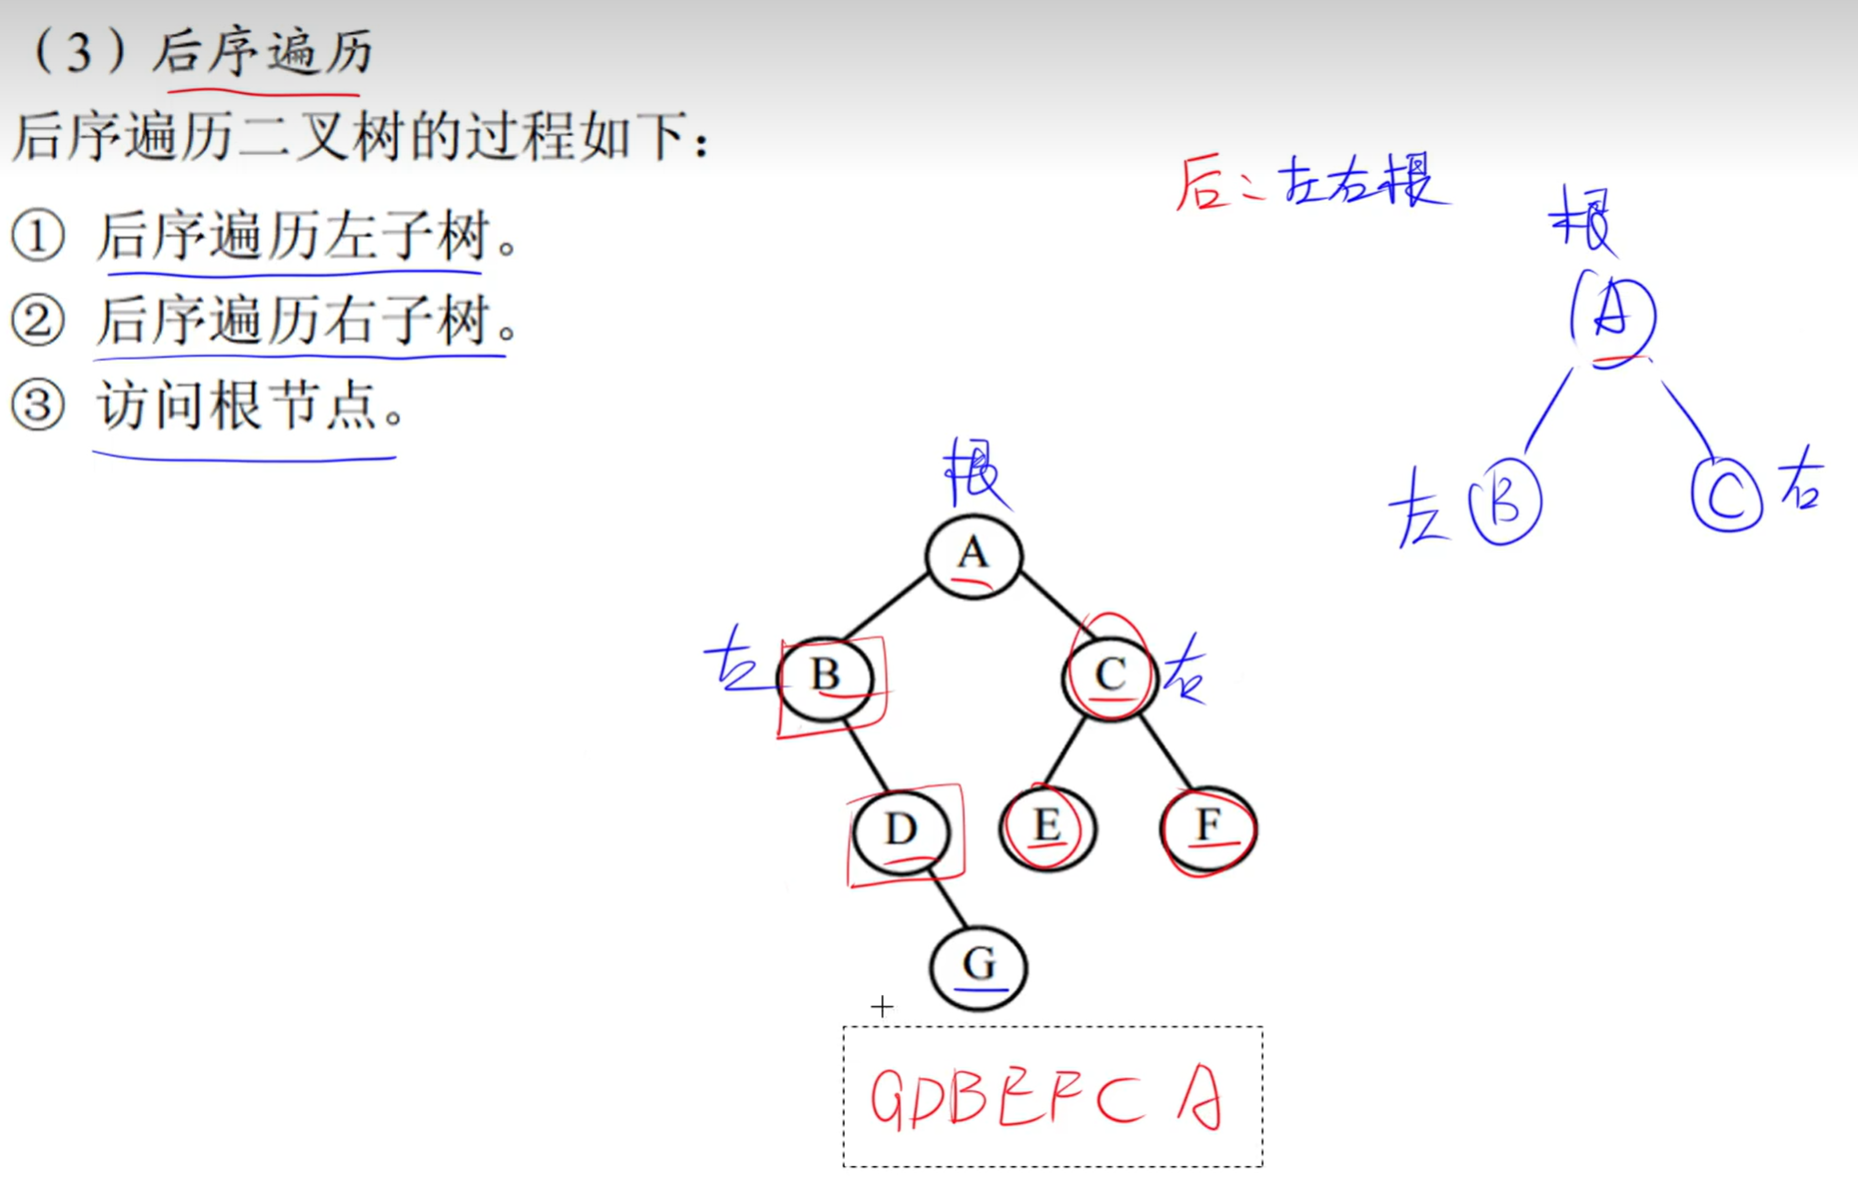 （3）后序遍历
后序遍历二叉树的过程如下：
① 后序遍历左子树。
② 后序遍历右子树。
③ 访问根节点。
后：左右根
根
A
左 B
C 右
根
A
左 B
C 右
D
E
F
G
GDBEFC A